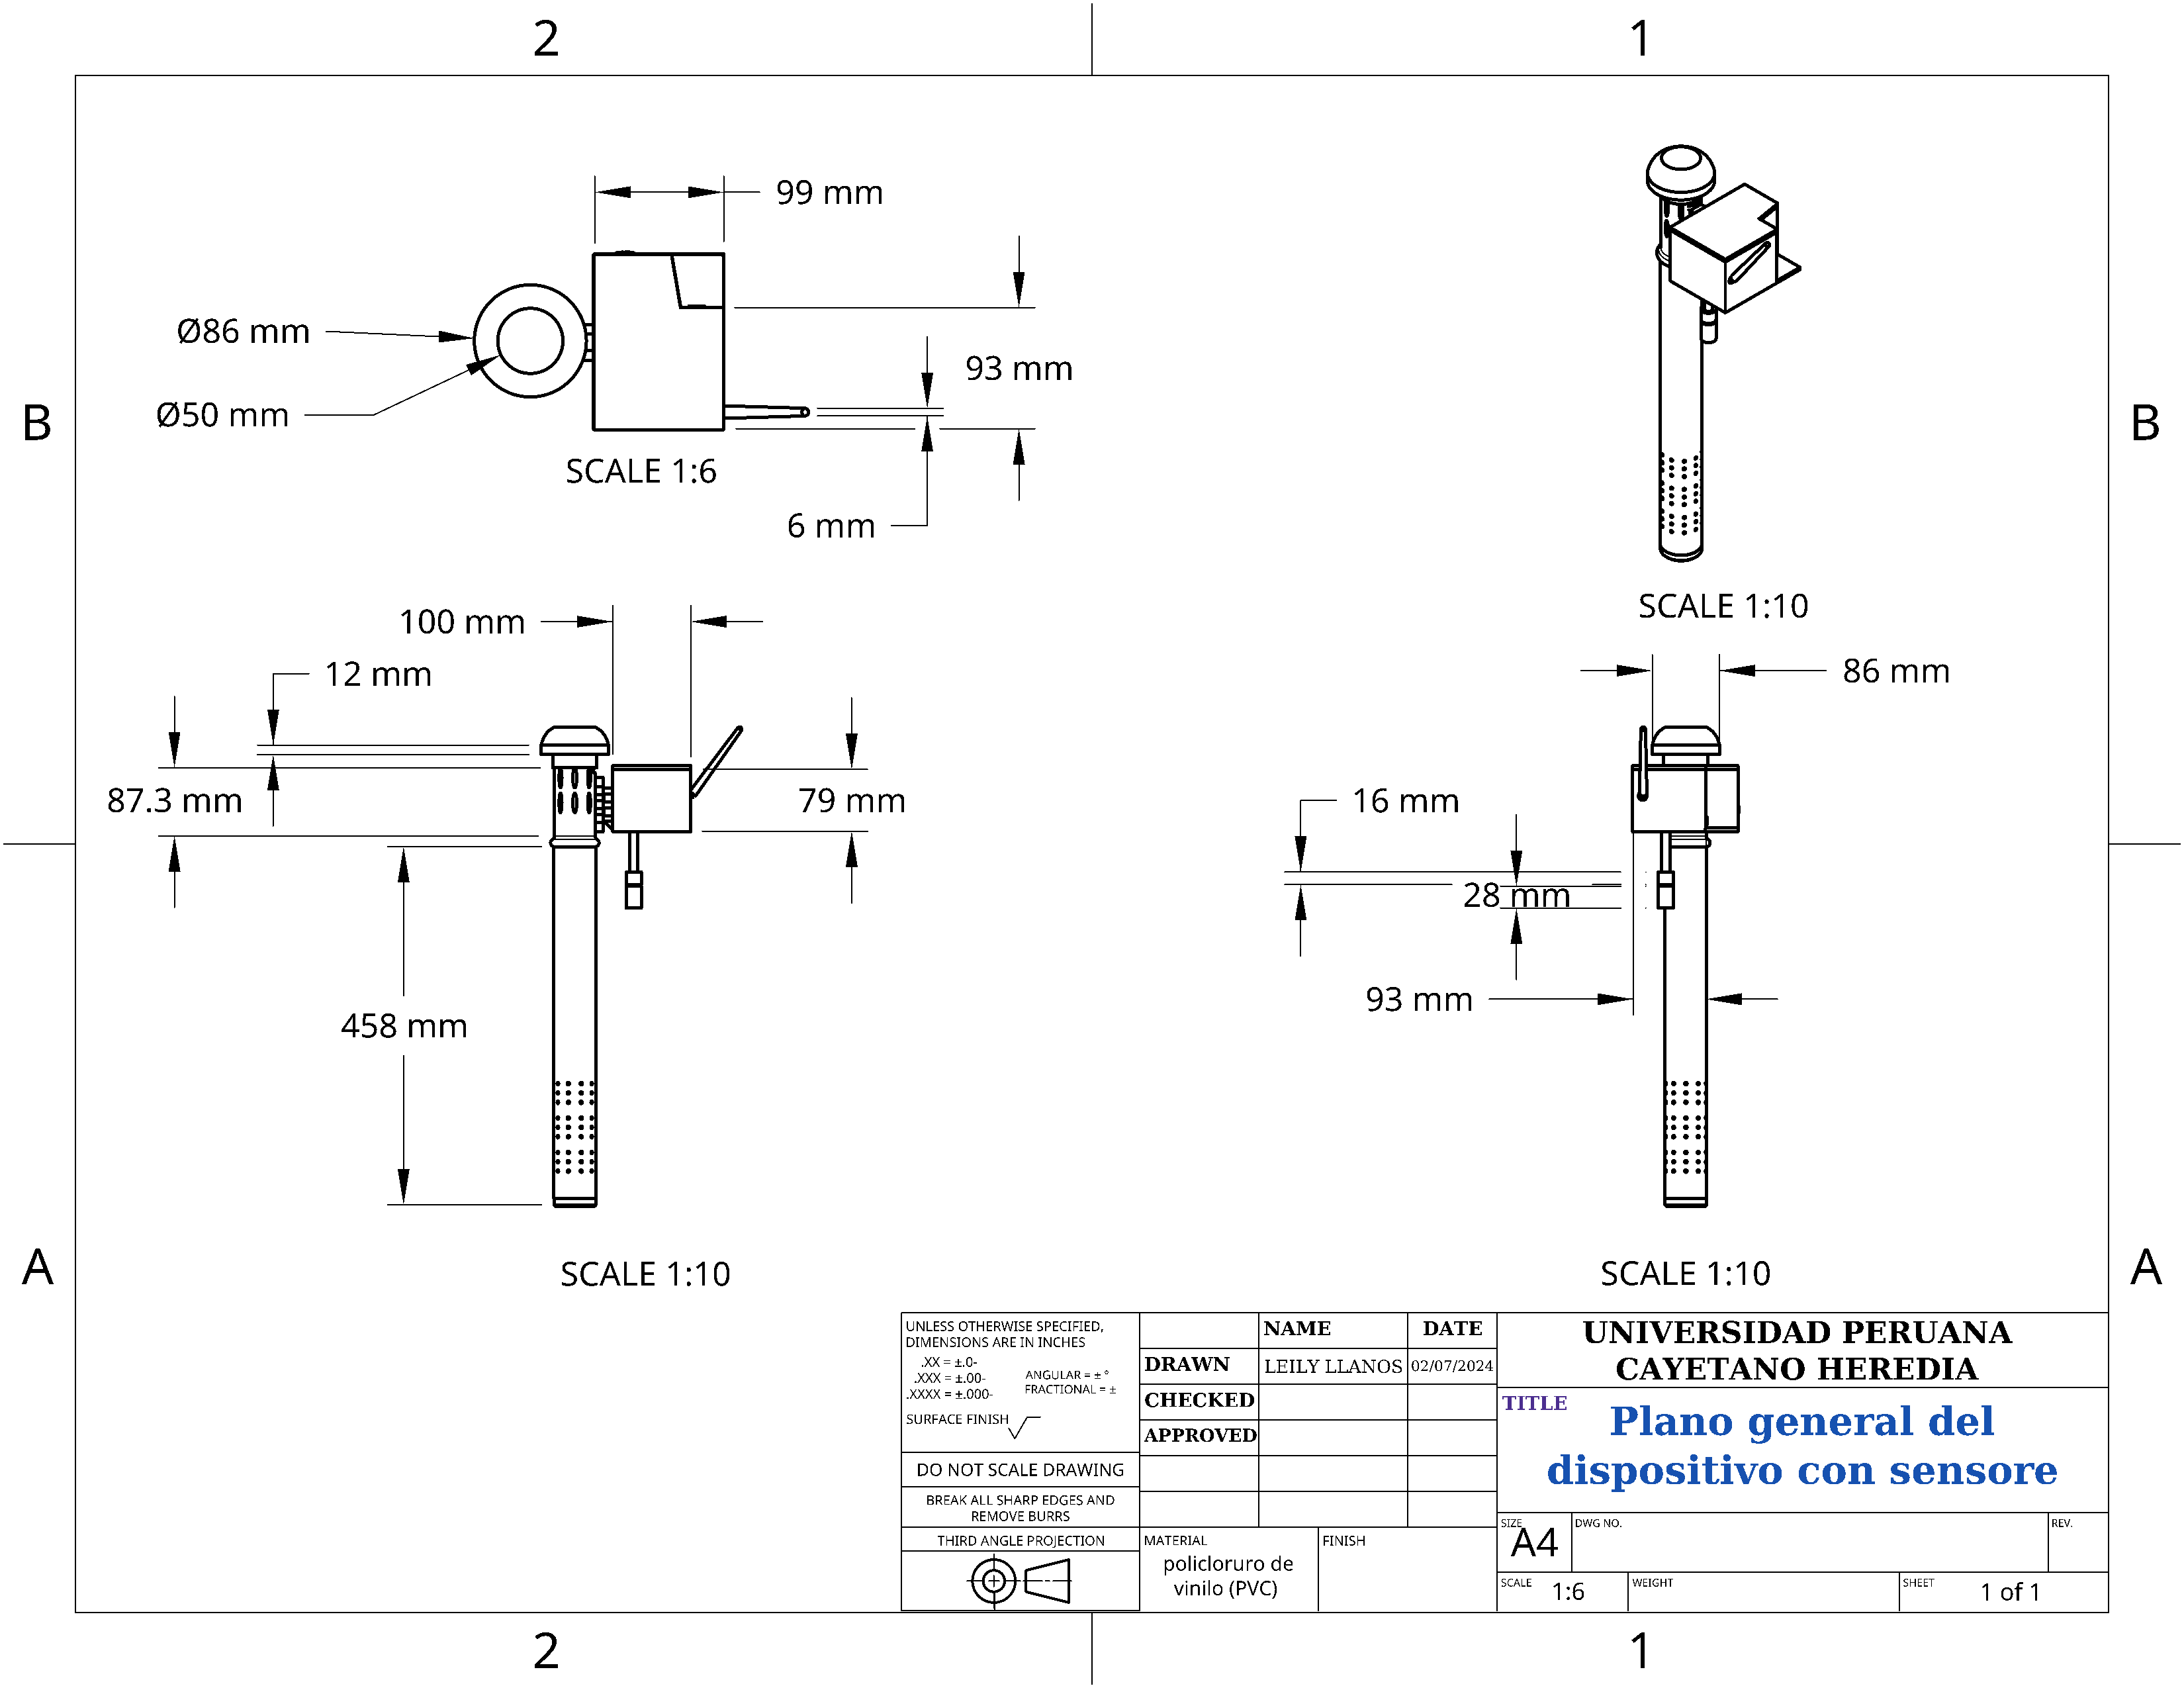 2
1
99 mm
Ø86 mm
93 mm
Ø50 mm
B
B
SCALE 1:6
6 mm
SCALE 1:10
100 mm
12 mm
86 mm
87.3 mm
79 mm
16 mm
28 mm
93 mm
458 mm
A
A
SCALE 1:10
SCALE 1:10
UNLESS OTHERWISE SPECIFIED,
DIMENSIONS ARE IN INCHES
.XX = ±.0-
.XXX = ±.00-
.XXXX = ±.000-
ANGULAR = ± °
FRACTIONAL = ±
SURFACE FINISH
DO NOT SCALE DRAWING
BREAK ALL SHARP EDGES AND
REMOVE BURRS
THIRD ANGLE PROJECTION
NAME
DATE
DRAWN
LEILY LLANOS
02/07/2024
CHECKED
APPROVED
MATERIAL
policloruro de
vinilo (PVC)
FINISH
UNIVERSIDAD PERUANA
CAYETANO HEREDIA
TITLE
Plano general del
dispositivo con sensore
SIZE
A4
DWG NO.
REV.
SCALE
1:6
WEIGHT
SHEET
1 of 1
2
1